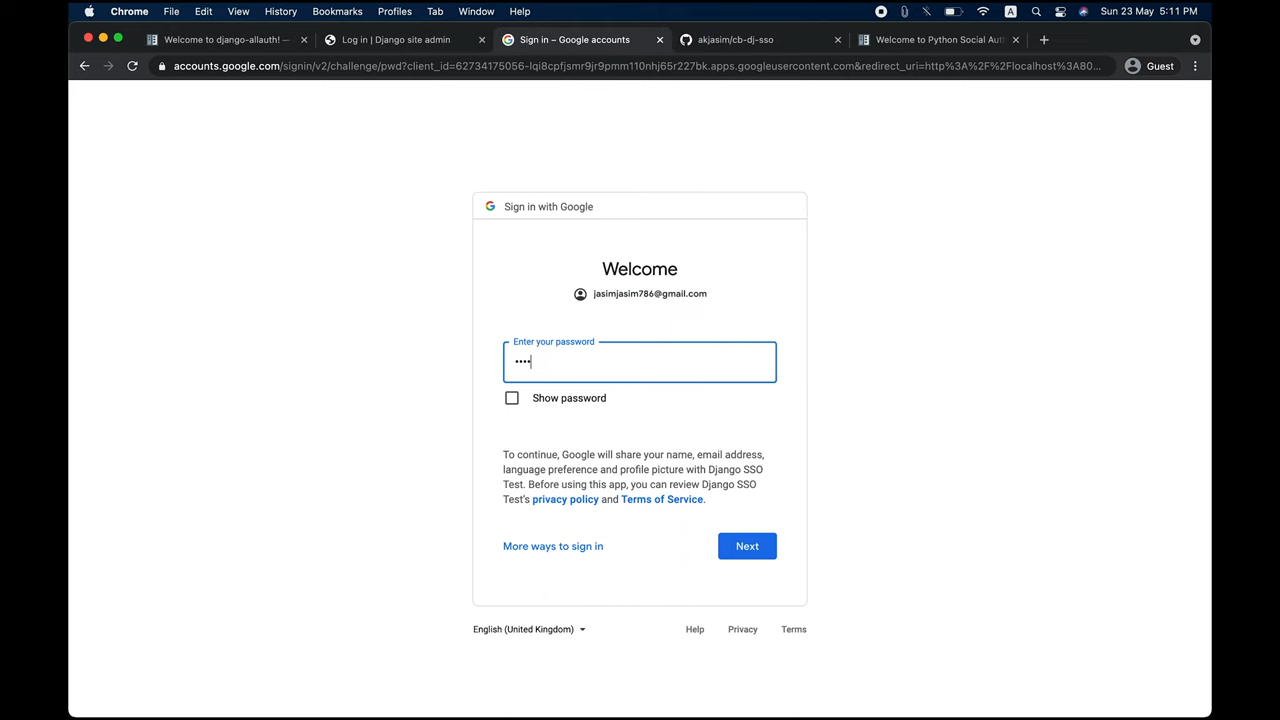 Chrome File Edit View History Bookmarks Profiles Tab Window Help A Sun 23 May 5:11 PM
Welcome to django-allauth! — Log in | Django site admin Sign in – Google accounts akjasim/cb-dj-sso Welcome to Python Social Aut
accounts.google.com/signin/v2/challenge/pwd?client_id=62734175056-lqi8cpfjsmr9jr9pmm110nhj65r227bk.apps.googleusercontent.com&redirect_uri=http%3A%2F%2Flocalhost%3A80... Guest
Sign in with Google
Welcome
jasimjasim786@gmail.com
Enter your password
••••
Show password
To continue, Google will share your name, email address,
language preference and profile picture with Django SSO
Test. Before using this app, you can review Django SSO
Test's privacy policy and Terms of Service.
More ways to sign in Next
English (United Kingdom) Help Privacy Terms